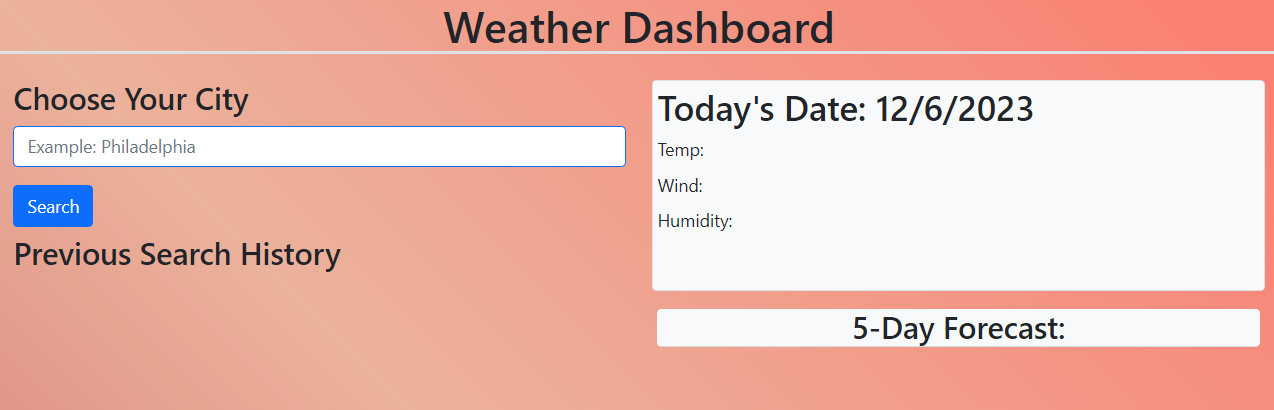 Weather Dashboard
Choose Your City
Example: Philadelphia
Search
Previous Search History
Today's Date: 12/6/2023
Temp:
Wind:
Humidity:
5-Day Forecast: